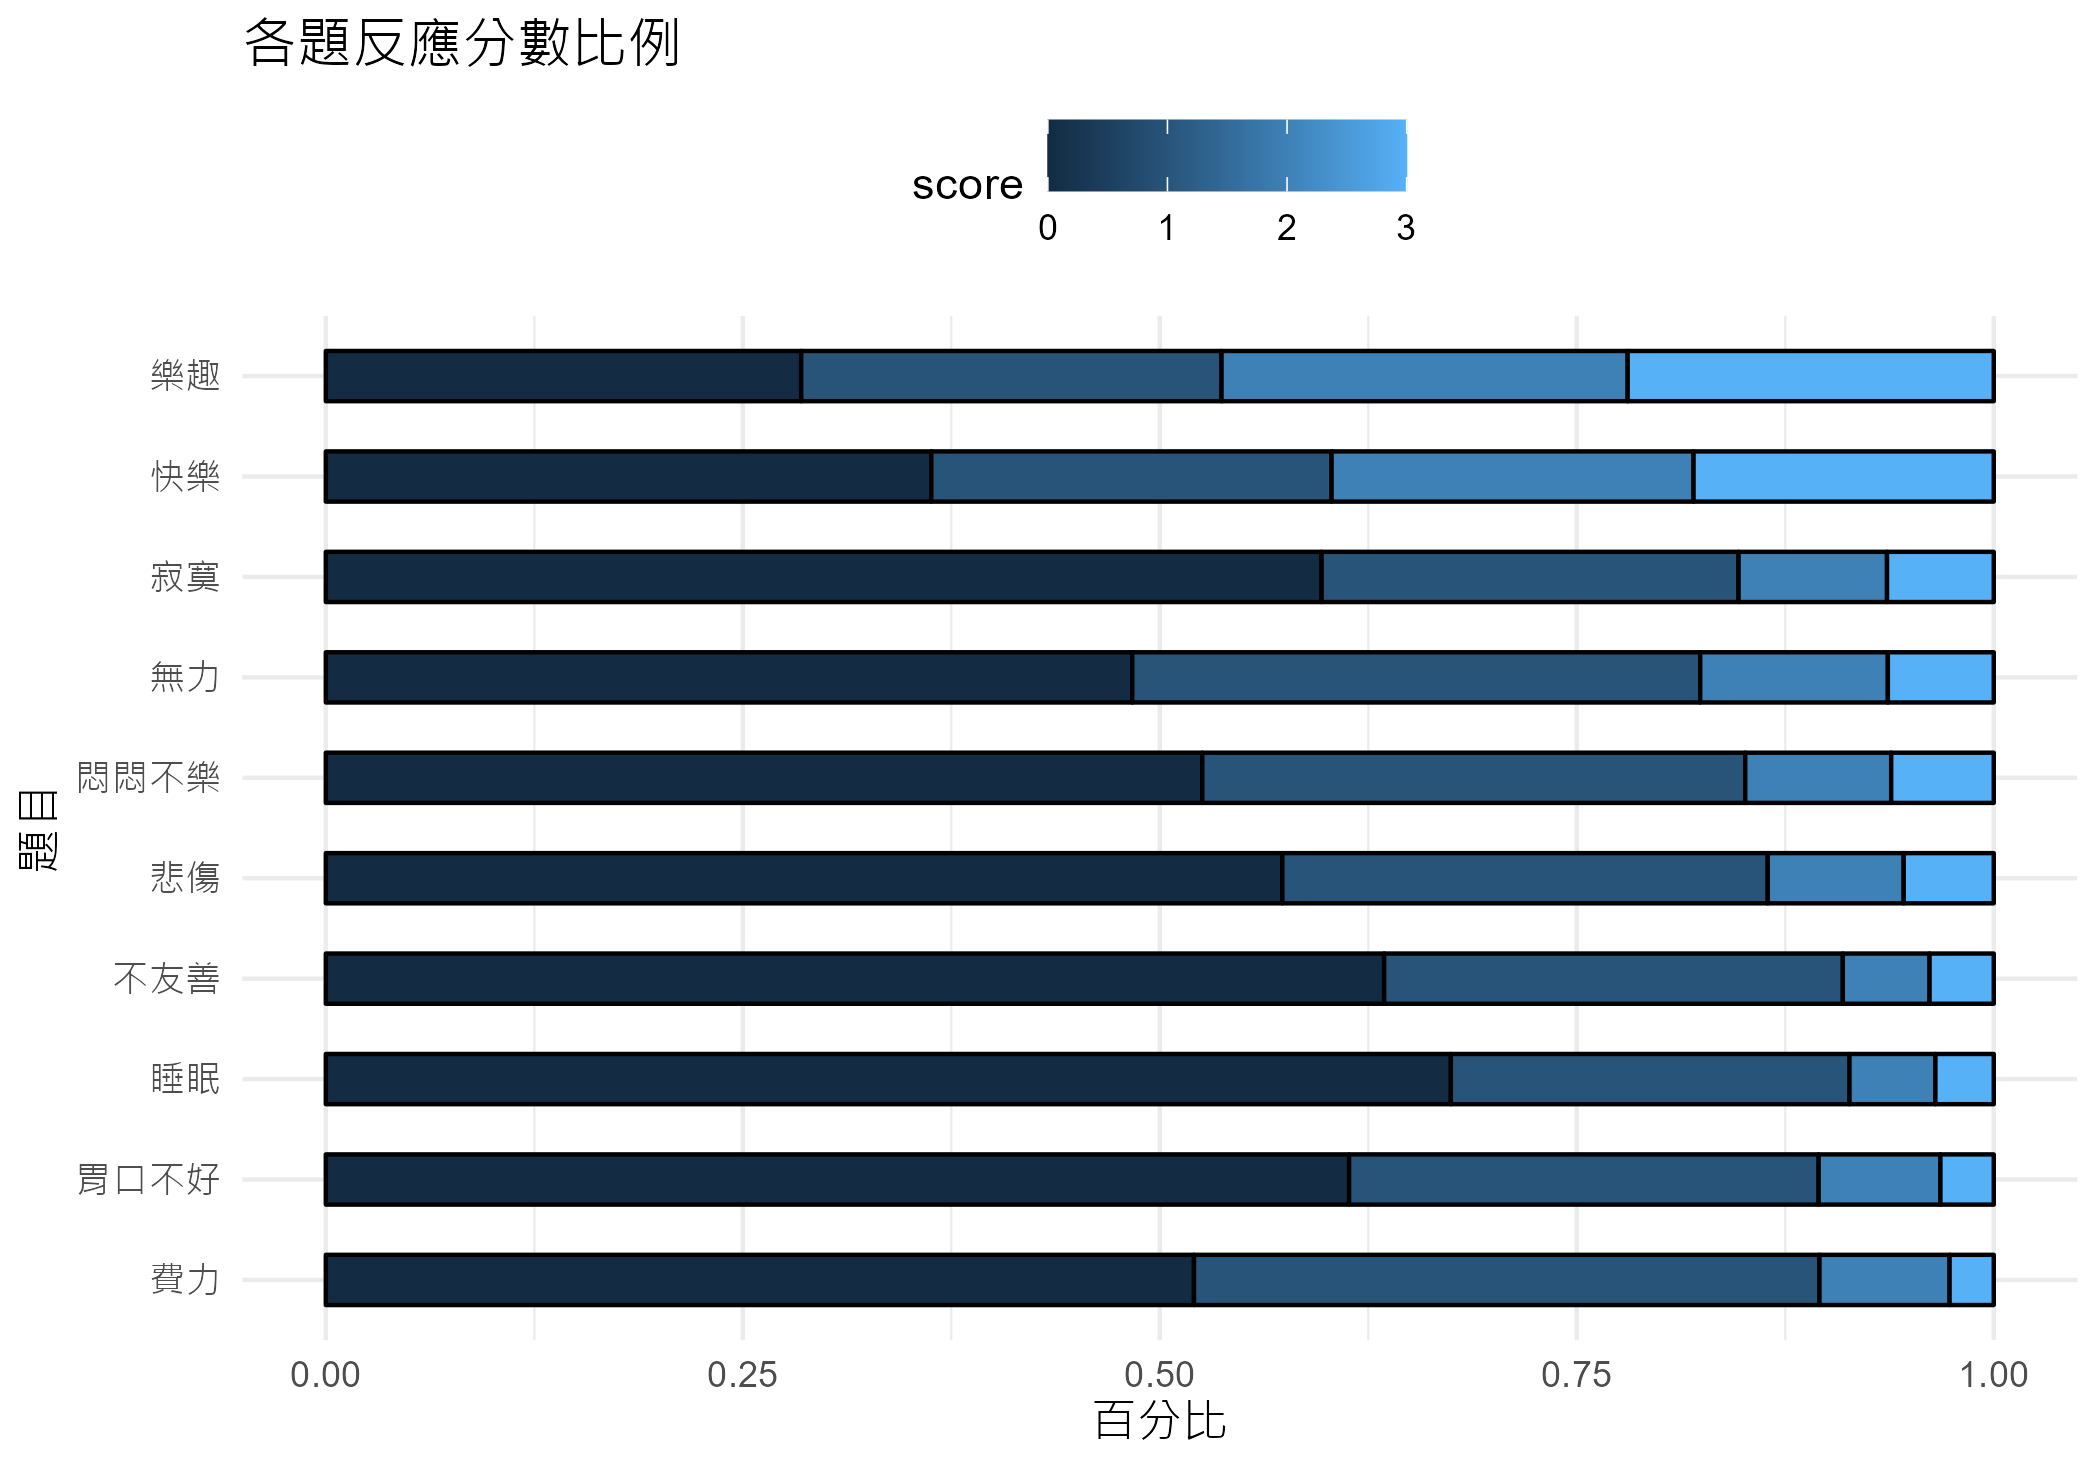 各題反應分數比例
score
0 1 2 3
樂趣
快樂
寂寞
無力
悶悶不樂
悲傷
不友善
睡眠
胃口不好
費力
題目
0.00 0.25 0.50 0.75 1.00
百分比